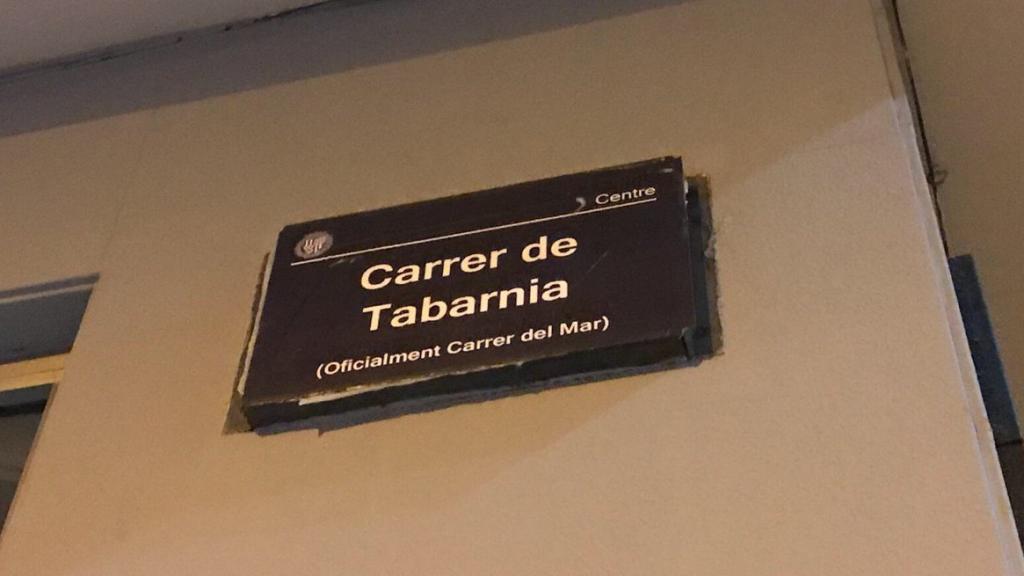 Centre
Carrer de
Tabarnia
(Oficialment Carrer del Mar)